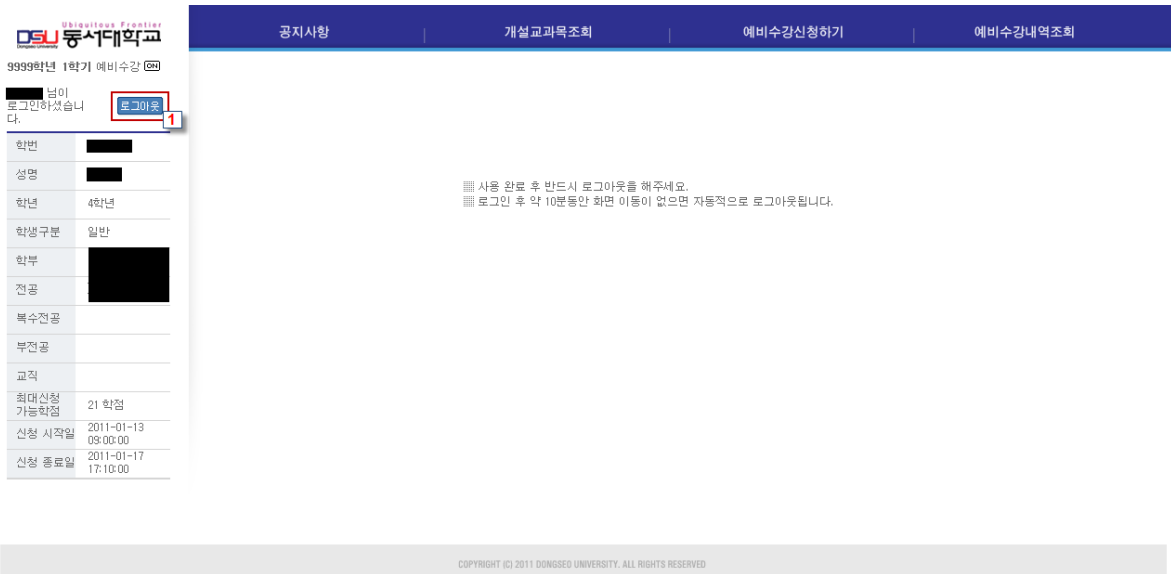 Ubiquitous Frontier
DSU 동서대학교
Dongseo University
공지사항
개설교과목조회
예비수강신청하기
예비수강내역조회
9999학년 1학기 예비수강 ON
님이
로그인하셨습니
다.
로그아웃
1
학번
성명
학년 4학년
학생구분 일반
학부
전공
복수전공
부전공
교직
최대신청
가능학점
21 학점
신청 시작일
2011-01-13
09:00:00
신청 종료일
2011-01-17
17:10:00
▒ 사용 완료 후 반드시 로그아웃을 해주세요.
▒ 로그인 후 약 10분동안 화면 이동이 없으면 자동적으로 로그아웃됩니다.
COPYRIGHT (C) 2011 DONGSEO UNIVERSITY. ALL RIGHTS RESERVED